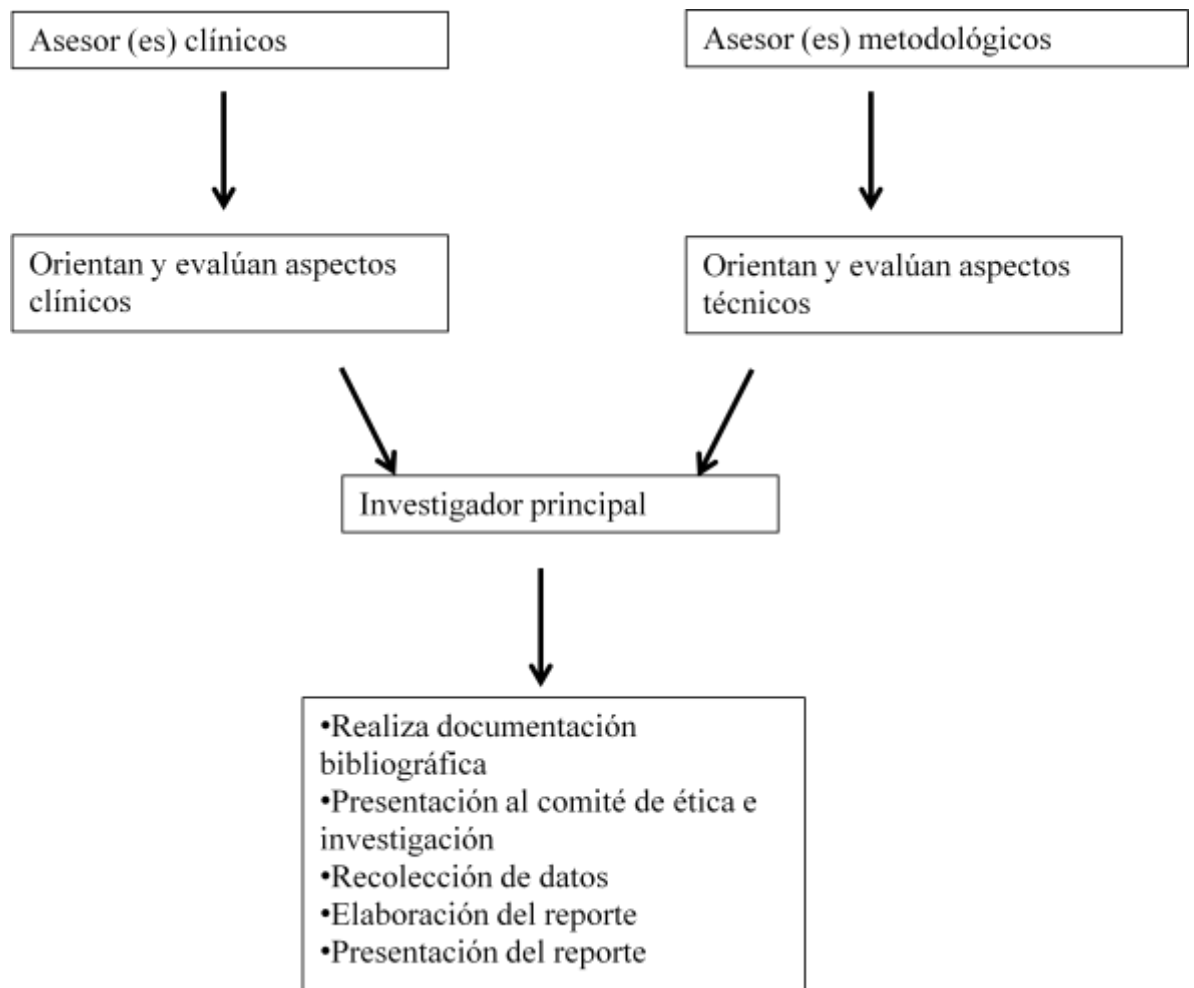 Asesor (es) clínicos
Asesor (es) metodológicos
Orientan y evalúan aspectos
clínicos
Orientan y evalúan aspectos
técnicos
Investigador principal
•Realiza documentación
bibliográfica
•Presentación al comité de ética e
investigación
•Recolección de datos
•Elaboración del reporte
•Presentación del reporte